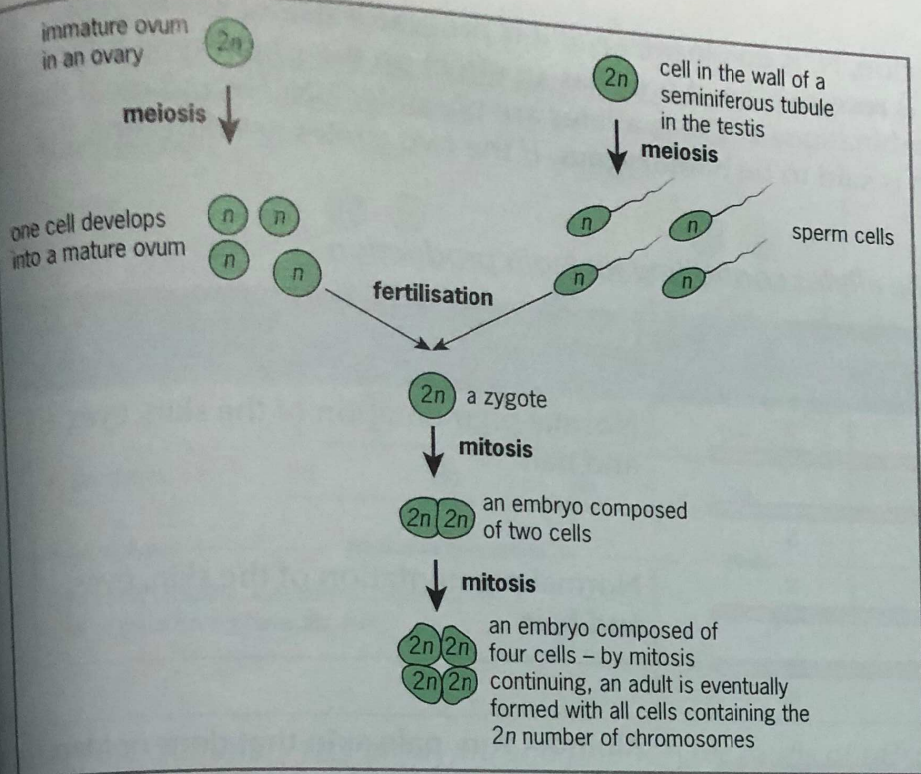 immature ovum
in an ovary
2n
meiosis
2n
cell in the wall of a
seminiferous tubule
in the testis
meiosis
one cell develops
into a mature ovum
n
n
n
n
n
n
n
n
sperm cells
fertilisation
2n
a zygote
mitosis
2n 2n
an embryo composed
of two cells
mitosis
2n 2n
2n 2n
an embryo composed of
four cells – by mitosis
continuing, an adult is eventually
formed with all cells containing the
2n number of chromosomes